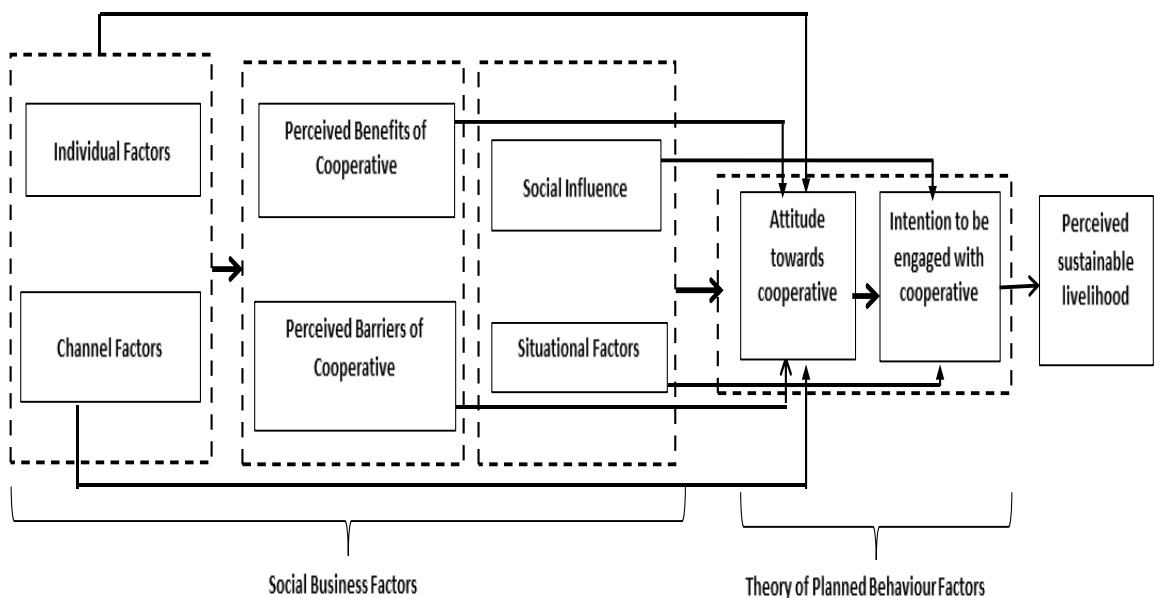 Individual Factors
Channel Factors
Perceived Benefits of
Cooperative
Perceived Barriers of
Cooperative
Social Influence
Situational Factors
Attitude
towards
cooperative
Intention to be
engaged with
cooperative
Perceived
sustainable
livelihood
Social Business Factors
Theory of Planned Behaviour Factors